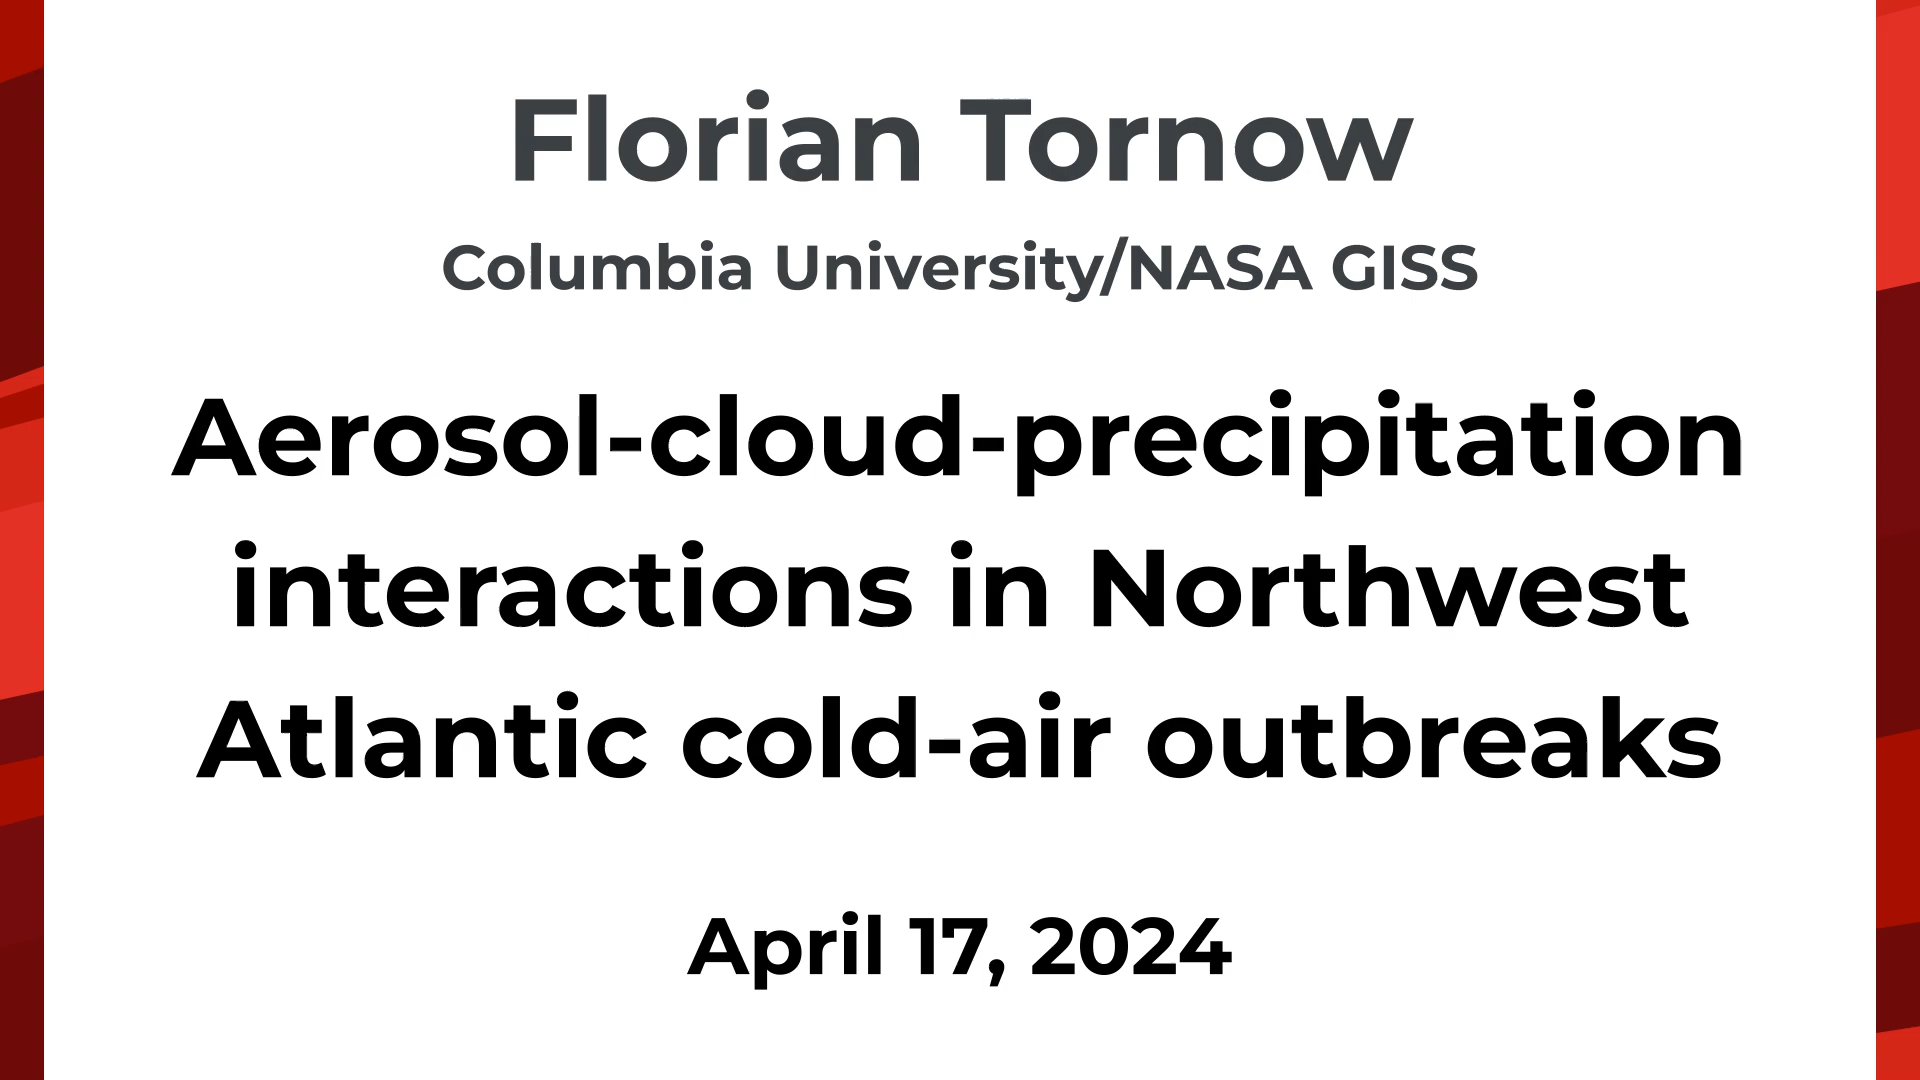 Florian Tornow
Columbia University/NASA GISS
Aerosol-cloud-precipitation
interactions in Northwest
Atlantic cold-air outbreaks
April 17, 2024